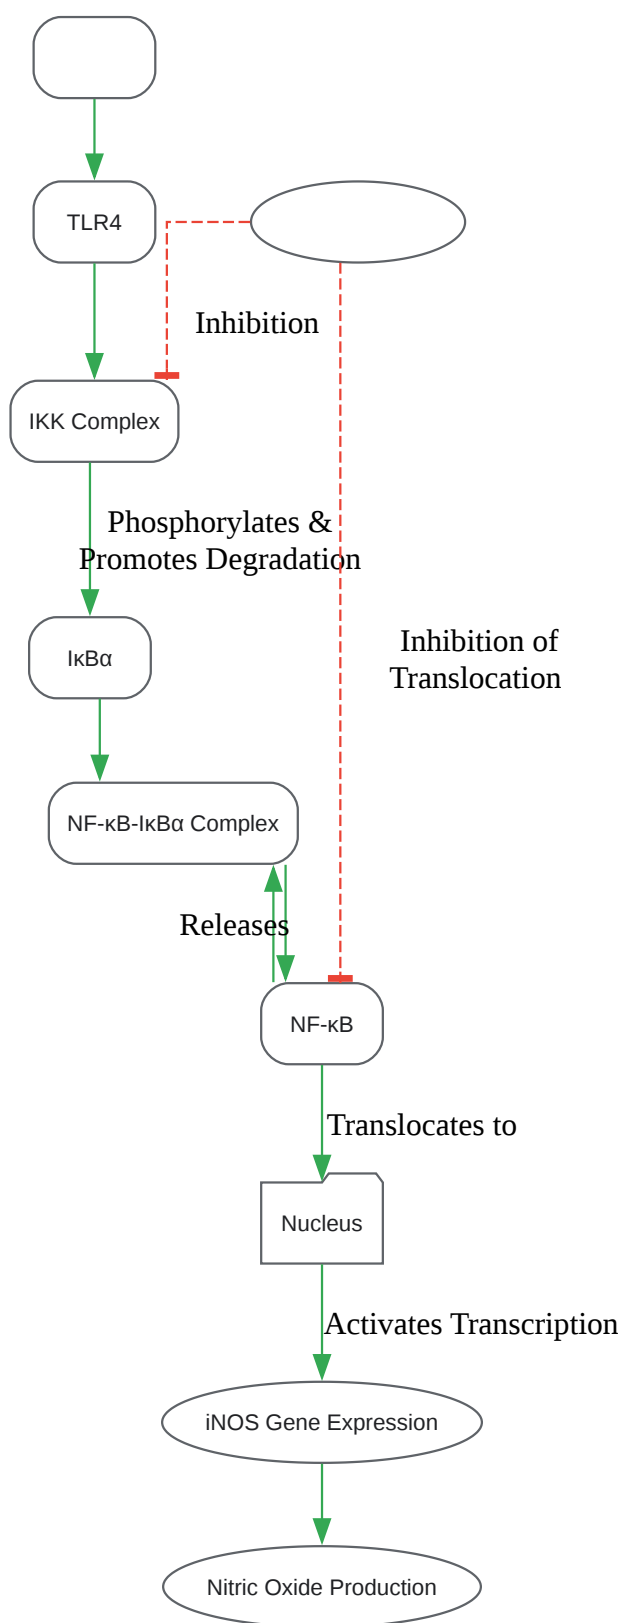 TLR4
Inhibition
IKK Complex
Phosphorylates &
Promotes Degradation
IκBα
Inhibition of
Translocation
NF-κB-IκBα Complex
Releases
NF-κB
Translocates to
Nucleus
Activates Transcription
iNOS Gene Expression
Nitric Oxide Production